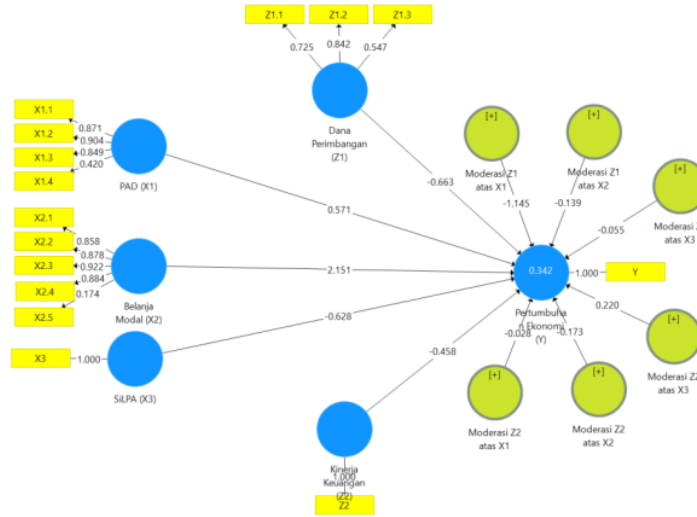 Z1.1
Z1.2
Z1.3
0.725
0.842
0.547
Dana
Perimbangan
(Z1)
X1.1
X1.2
X1.3
X1.4
0.871
0.904
0.849
0.420
PAD (X1)
[+]
Moderasi Z1
atas X1
[+]
Moderasi Z1
atas X2
[+]
Moderasi Z
atas X3
-0.663
0.571
-1.145
-0.139
-0.055
X2.1
X2.2
X2.3
X2.4
X2.5
0.858
0.878
0.922
0.884
0.174
Belanja
Modal (X2)
2.151
0.342
1.000
Y
Pertumbuha
n Ekonomi
(Y)
X3
1.000
SiLPA (X3)
-0.628
-0.458
-0.028
-0.173
0.220
[+]
Moderasi Z2
atas X3
[+]
Moderasi Z2
atas X1
[+]
Moderasi Z2
atas X2
Kinerja
Keuangan
(Z2)
1.000
Z2